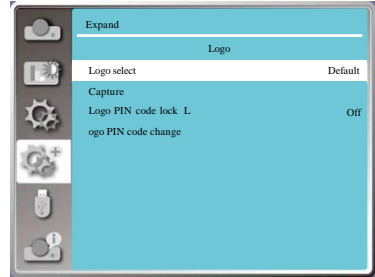 Expand
Logo
Logo select Default
Capture
Logo PIN code lock L Off
ogo PIN code change